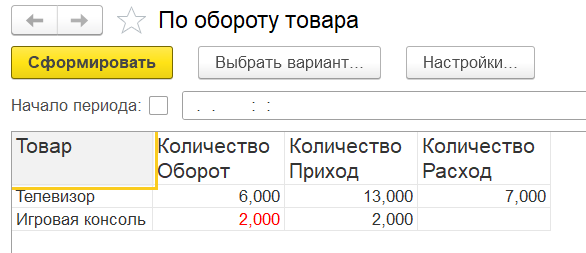 По обороту товара
Сформировать
Выбрать вариант...
Настройки...
Начало периода:
. . : :
Товар
Количество Оборот
Количество Приход
Количество Расход
Телевизор 6,000 13,000 7,000
Игровая консоль 2,000 2,000